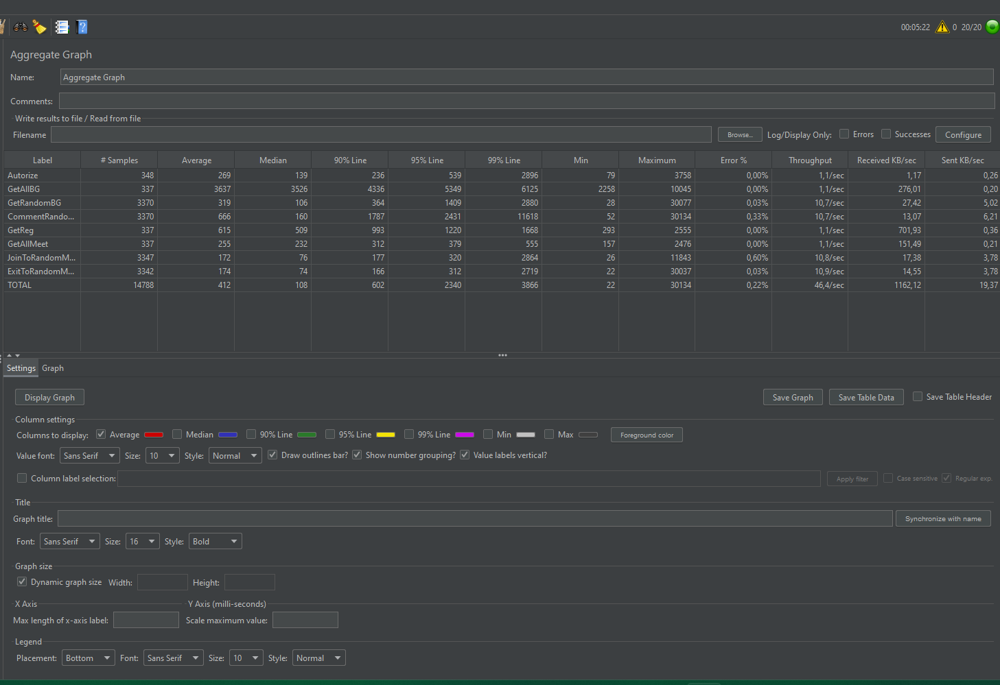 00:05:22 0 20/20
Aggregate Graph
Name: Aggregate Graph
Comments:
Write results to file / Read from file
Filename Browse... Log/Display Only: Errors Successes Configure
Label # Samples Average Median 90% Line 95% Line 99% Line Min Maximum Error % Throughput Received KB/sec Sent KB/sec
Autorize 348 269 139 236 539 2896 79 3758 0,00% 1,1/sec 1,17 0,26
GetAllBG 337 3637 3526 4336 5349 6125 2258 10045 0,00% 1,1/sec 276,01 0,20
GetRandomBG 3370 319 106 364 1409 2880 28 30077 0,03% 10,7/sec 27,42 5,02
CommentRando... 3370 666 160 1787 2431 11618 52 30134 0,33% 10,7/sec 13,07 6,21
GetReg 337 615 509 993 1220 1668 293 2555 0,00% 1,1/sec 701,93 0,36
GetAllMeet 337 255 232 312 379 555 157 2476 0,00% 1,1/sec 151,49 0,21
JoinToRandomM... 3347 172 76 177 320 2864 26 11843 0,60% 10,8/sec 17,38 3,78
ExitToRandomM... 3342 174 74 166 312 2719 22 30037 0,03% 10,9/sec 14,55 3,78
TOTAL 14788 412 108 602 2340 3866 22 30134 0,22% 46,4/sec 1162,12 19,37
Settings Graph
Display Graph Save Graph Save Table Data Save Table Header
Column settings
Columns to display: Average Median 90% Line 95% Line 99% Line Min Max Foreground color
Value font: Sans Serif Size: 10 Style: Normal Draw outlines bar? Show number grouping? Value labels vertical?
Column label selection: Apply filter Case sensitive Regular exp.
Title
Graph title: Synchronize with name
Font: Sans Serif Size: 16 Style: Bold
Graph size
Dynamic graph size Width: Height:
X Axis Y Axis (milli-seconds)
Max length of x-axis label: Scale maximum value:
Legend
Placement: Bottom Font: Sans Serif Size: 10 Style: Normal